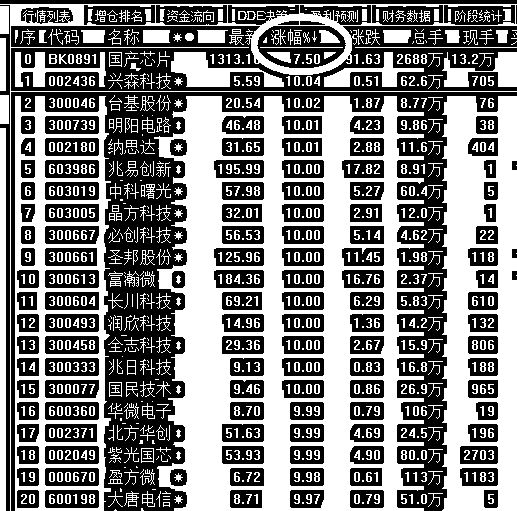 行情列表 增仓排名 资金流向 DDE决策 盈利预测 财务数据 阶段统计
序 代码 名称 最新 涨幅%↓ 涨跌 总手 现手
0 BK0891 国产芯片 1313.10 7.50 91.63 2688万 13.2万
1 002436 兴森科技 5.59 10.04 0.51 62.6万 705
2 300046 台基股份 20.54 10.02 1.87 8.77万 76
3 300739 明阳电路 46.48 10.01 4.23 9.86万 38
4 002180 纳思达 31.65 10.01 2.88 11.6万 404
5 603986 兆易创新 195.99 10.00 17.82 8.91万 1
6 603019 中科曙光 57.98 10.00 5.27 60.4万 5
7 603005 晶方科技 32.01 10.00 2.91 12.0万 1
8 300667 必创科技 56.53 10.00 5.14 4.62万 22
9 300661 圣邦股份 125.96 10.00 11.45 1.98万 118
10 300613 富瀚微 184.36 10.00 16.76 2.37万 14
11 300604 长川科技 69.21 10.00 6.29 5.83万 610
12 300493 润欣科技 14.96 10.00 1.36 14.2万 132
13 300458 全志科技 29.36 10.00 2.67 15.9万 806
14 300333 兆日科技 9.13 10.00 0.83 16.8万 188
15 300077 国民技术 9.46 10.00 0.86 26.9万 965
16 600360 华微电子 8.70 9.99 0.79 106万 19
17 002371 北方华创 51.63 9.99 4.69 24.5万 196
18 002049 紫光国芯 53.93 9.99 4.90 80.0万 2703
19 000670 盈方微 6.72 9.98 0.61 113万 1183
20 600198 大唐电信 8.71 9.97 0.79 51.0万 5